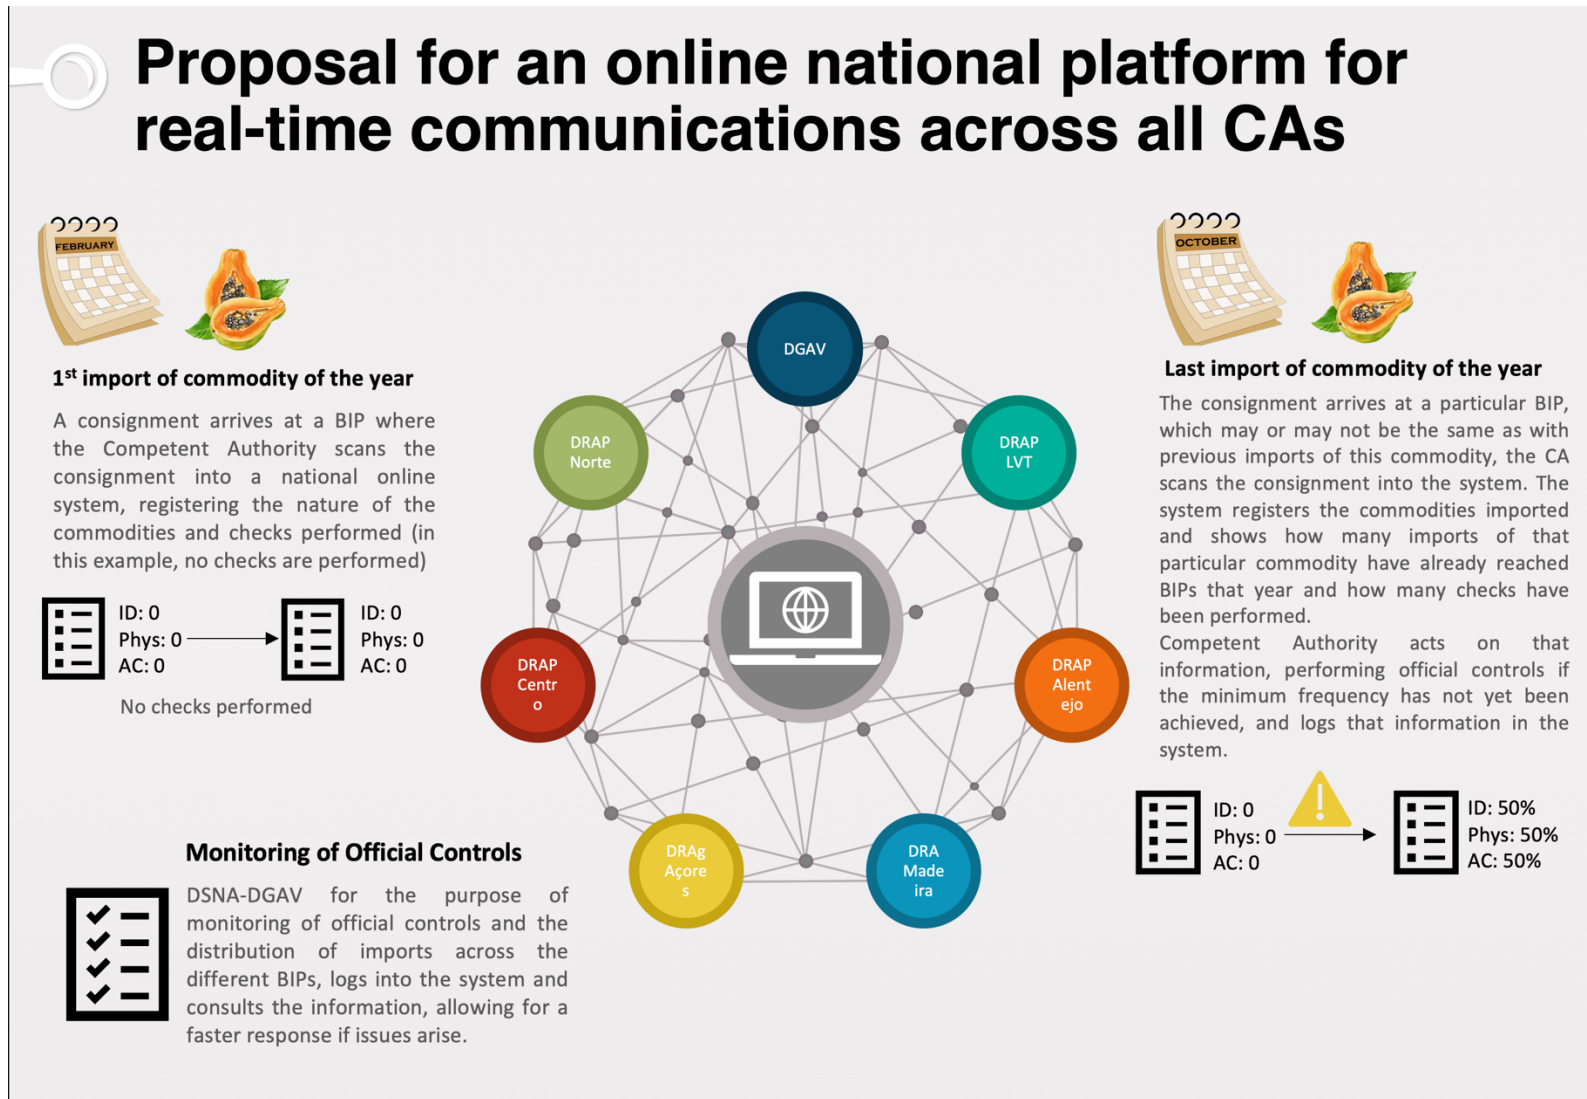 Proposal for an online national platform for
real-time communications across all CAs
FEBRUARY
1st import of commodity of the year
A consignment arrives at a BIP where
the Competent Authority scans the
consignment into a national online
system, registering the nature of the
commodities and checks performed (in
this example, no checks are performed)
ID: 0
Phys: 0
AC: 0
ID: 0
Phys: 0
AC: 0
No checks performed
Monitoring of Official Controls
DSNA-DGAV for the purpose of
monitoring of official controls and the
distribution of imports across the
different BIPs, logs into the system and
consults the information, allowing for a
faster response if issues arise.
DGAV
DRAP
Norte
DRAP
LVT
DRAP
Centr
o
DRAP
Alent
ejo
DRAg
Açore
s
DRA
Made
ira
OCTOBER
Last import of commodity of the year
The consignment arrives at a particular BIP,
which may or may not be the same as with
previous imports of this commodity, the CA
scans the consignment into the system. The
system registers the commodities imported
and shows how many imports of that
particular commodity have already reached
BIPs that year and how many checks have
been performed.
Competent Authority acts on that
information, performing official controls if
the minimum frequency has not yet been
achieved, and logs that information in the
system.
ID: 0
Phys: 0
AC: 0
ID: 50%
Phys: 50%
AC: 50%